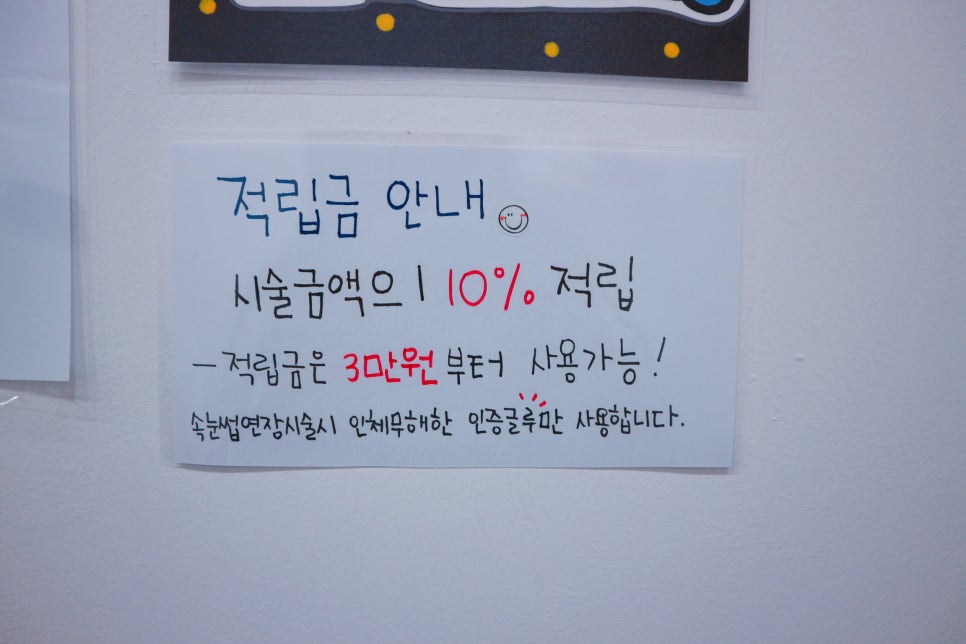 적립금 안내
시술금액의 10% 적립
- 적립금은 3만원부터 사용가능!
속눈썹연장시술시 인체무해한 인증글루만 사용합니다.